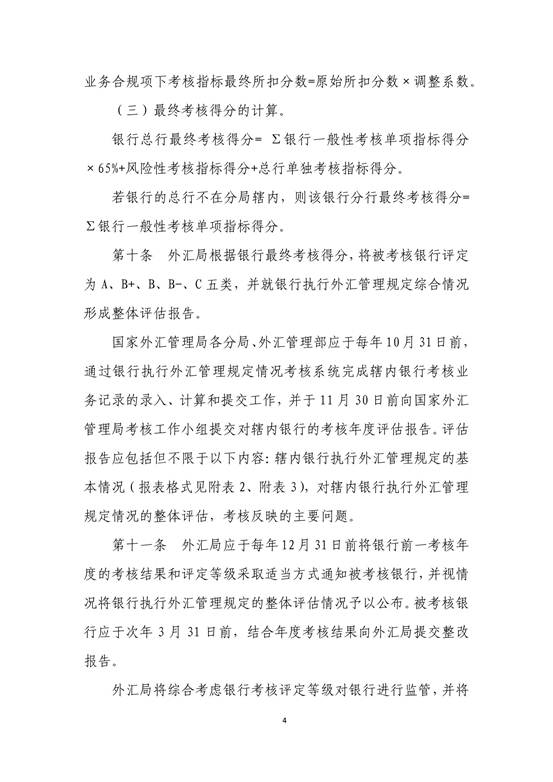 业务合规项下考核指标最终所扣分数=原始所扣分数×调整系数。
（三）最终考核得分的计算。
银行总行最终考核得分= Σ银行一般性考核单项指标得分
×65%+风险性考核指标得分+总行单独考核指标得分。
若银行的总行不在分局辖内，则该银行分行最终考核得分=
Σ银行一般性考核单项指标得分。
第十条　外汇局根据银行最终考核得分，将被考核银行评定
为 A、B+、B、B-、C 五类，并就银行执行外汇管理规定综合情况
形成整体评估报告。
国家外汇管理局各分局、外汇管理部应于每年 10 月 31 日前，
通过银行执行外汇管理规定情况考核系统完成辖内银行考核业
务记录的录入、计算和提交工作，并于 11 月 30 日前向国家外汇
管理局考核工作小组提交对辖内银行的考核年度评估报告。评估
报告应包括但不限于以下内容：辖内银行执行外汇管理规定的基
本情况（报表格式见附表 2、附表 3），对辖内银行执行外汇管理
规定情况的整体评估，考核反映的主要问题。
第十一条　外汇局应于每年 12 月 31 日前将银行前一考核年
度的考核结果和评定等级采取适当方式通知被考核银行，并视情
况将银行执行外汇管理规定的整体评估情况予以公布。被考核银
行应于次年 3 月 31 日前，结合年度考核结果向外汇局提交整改
报告。
外汇局将综合考虑银行考核评定等级对银行进行监管，并将
4